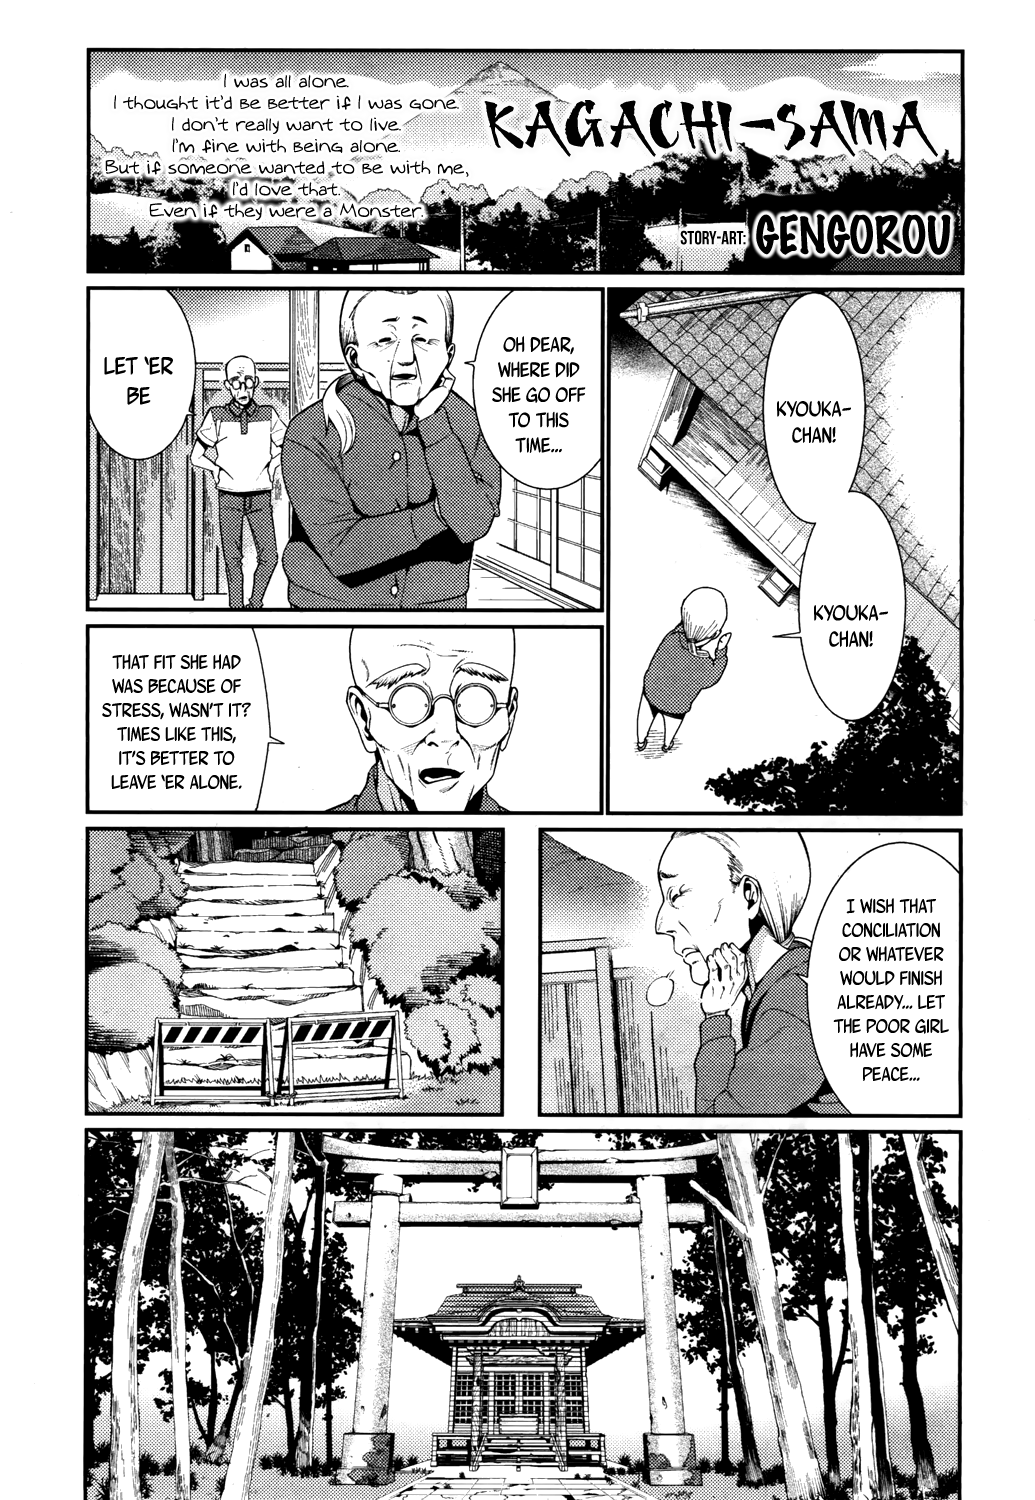 I was all alone.
I thought it'd be better if I was gone.
I don't really want to live.
I'm fine with being alone.
But if someone wanted to be with me,
I'd love that.
Even if they were a Monster.
KAGACHI-SAMA
STORY-ART: GENGOROU
KYOUKA-
CHAN!
KYOUKA-
CHAN!
OH DEAR,
WHERE DID
SHE GO OFF
TO THIS
TIME...
LET 'ER
BE
THAT FIT SHE HAD
WAS BECAUSE OF
STRESS, WASN'T IT?
TIMES LIKE THIS,
IT'S BETTER TO
LEAVE 'ER ALONE.
I WISH THAT
CONCILIATION
OR WHATEVER
WOULD FINISH
ALREADY... LET
THE POOR GIRL
HAVE SOME
PEACE...